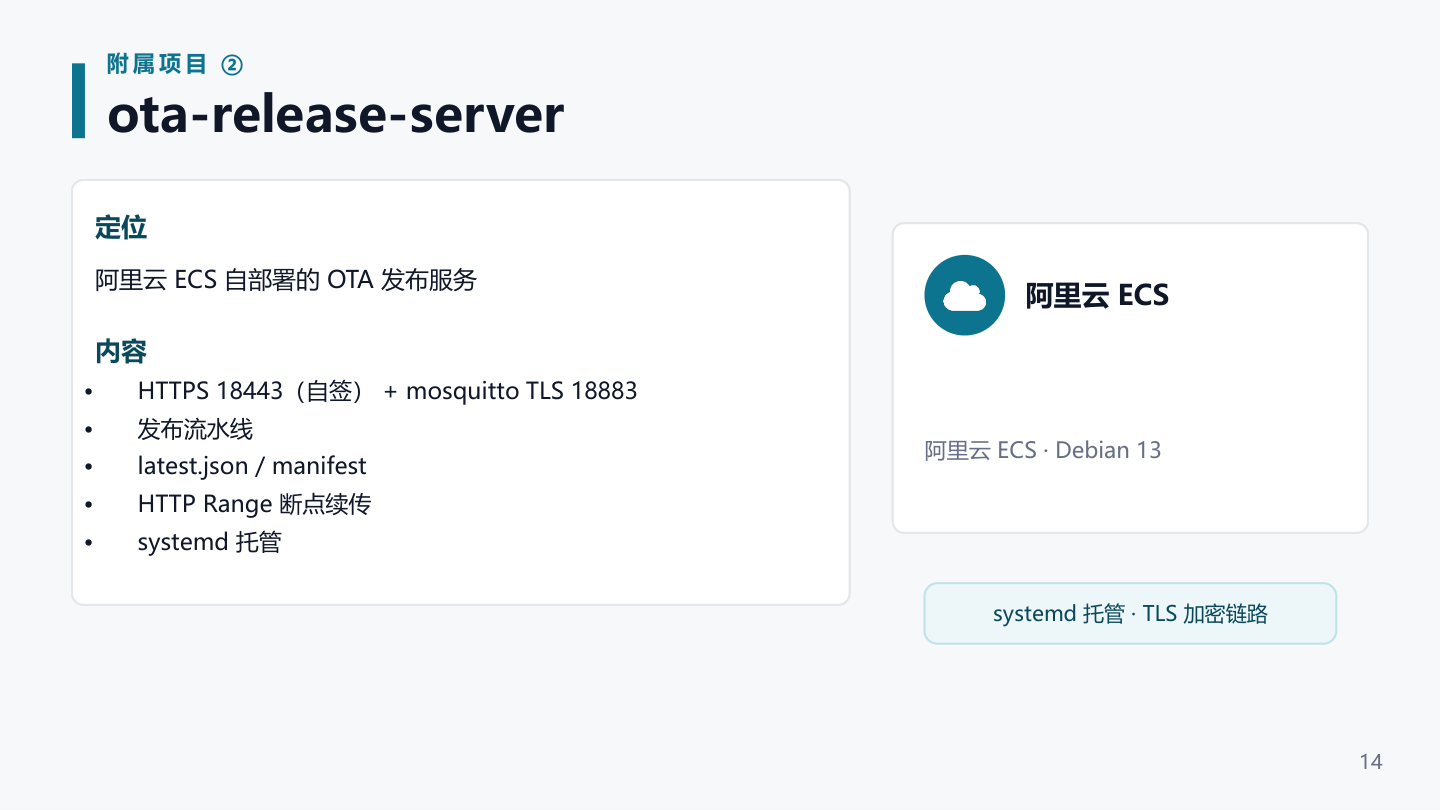 附属项目 ②
ota-release-server
定位
阿里云 ECS 自部署的 OTA 发布服务
内容
• HTTPS 18443（自签） + mosquitto TLS 18883
• 发布流水线
• latest.json / manifest
• HTTP Range 断点续传
• systemd 托管
阿里云 ECS
阿里云 ECS · Debian 13
systemd 托管 · TLS 加密链路
14